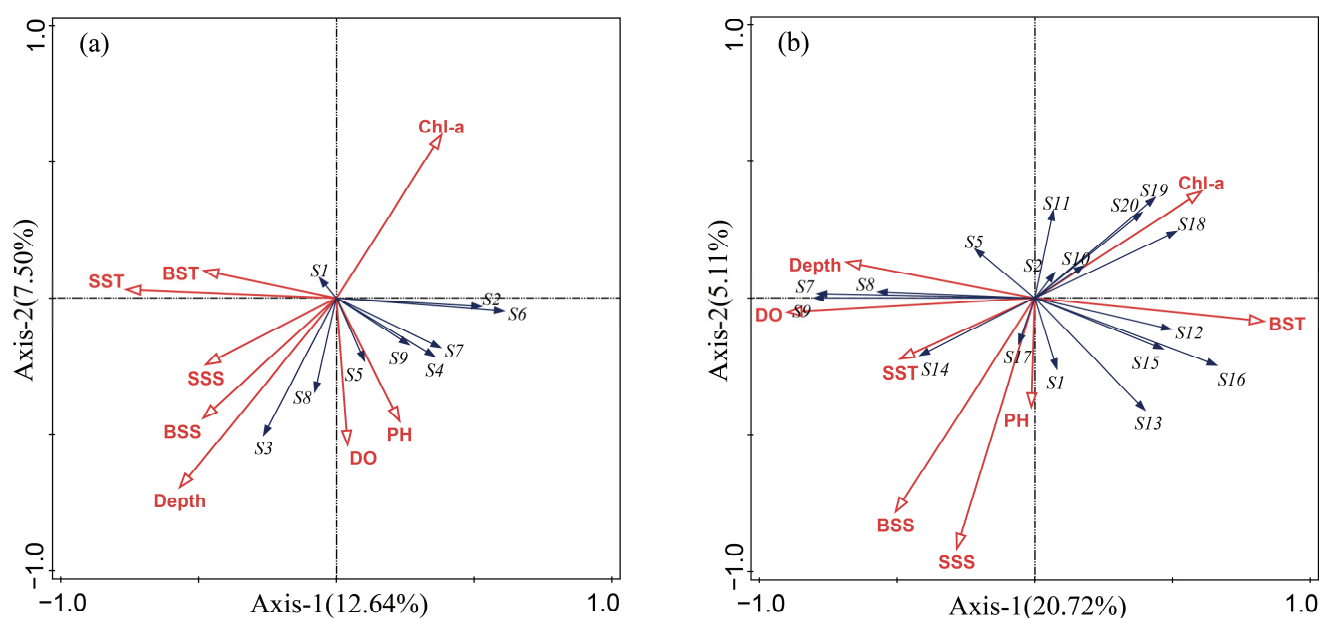 (a)
1.0
Axis-2(7.50%)
−1.0
Chl-a
SST
BST
S1
S2
S6
S9
S7
S4
S5
SSS
S8
BSS
S3
PH
DO
Depth
−1.0
Axis-1(12.64%)
1.0
(b)
1.0
Axis-2(5.11%)
−1.0
Chl-a
S19
S20
S11
S18
S5
S10
S2
Depth
S7
S8
DO
S9
BST
S12
S15
S16
SST
S14
S17
S1
PH
S13
BSS
SSS
−1.0
Axis-1(20.72%)
1.0